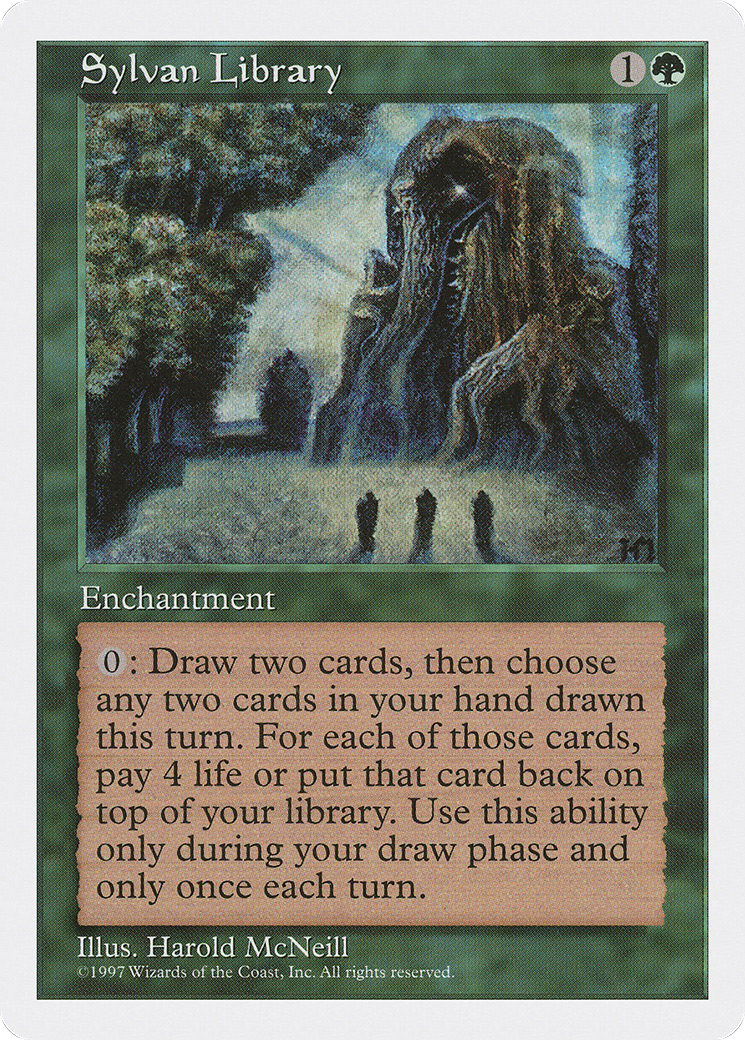 Sylvan Library 1
Enchantment
0: Draw two cards, then choose
any two cards in your hand drawn
this turn. For each of those cards,
pay 4 life or put that card back on
top of your library. Use this ability
only during your draw phase and
only once each turn.
Illus. Harold McNeill
©1997 Wizards of the Coast, Inc. All rights reserved.